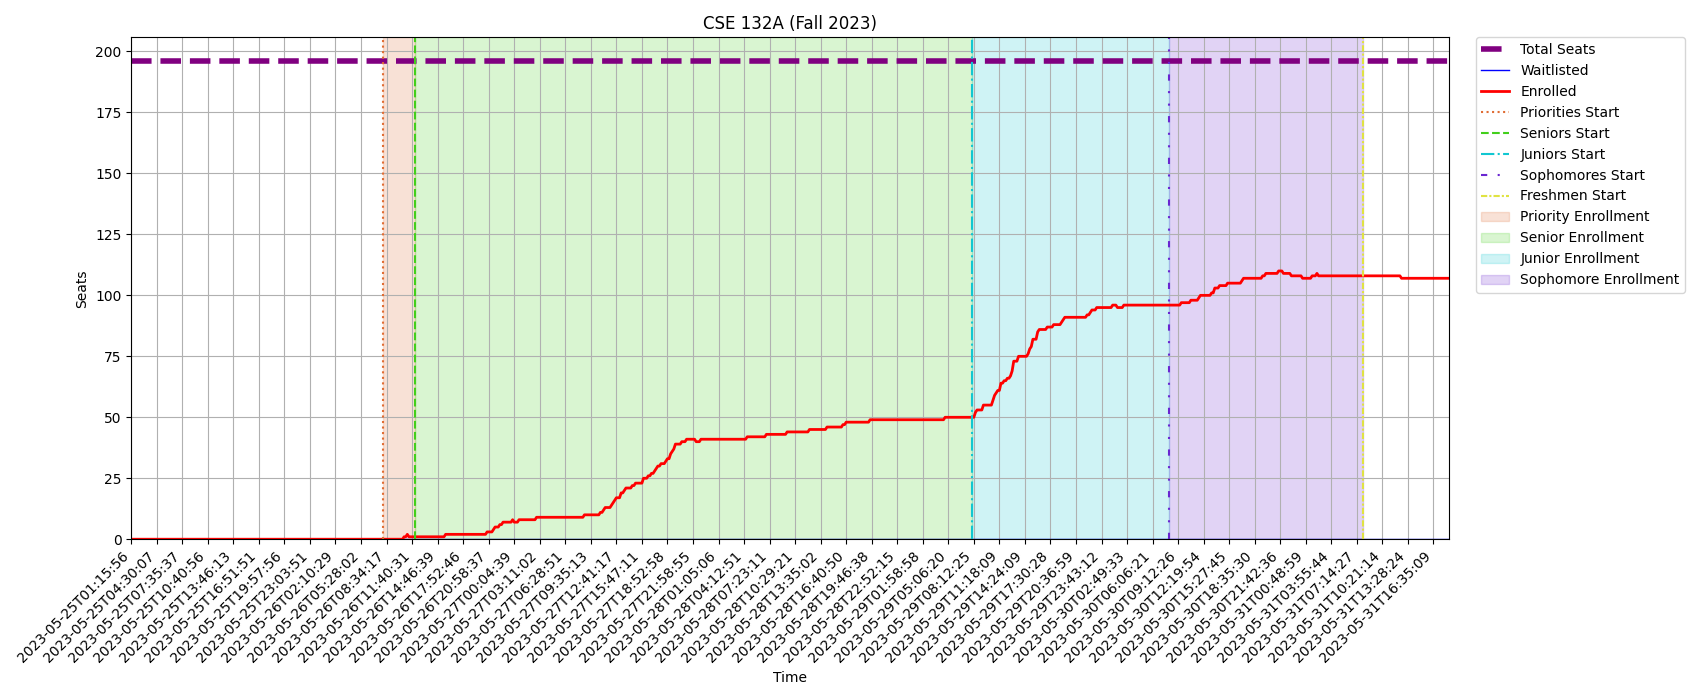 CSE 132A (Fall 2023)
Seats
200
175
150
125
100
75
50
25
0
2023-05-25T01:15:56
2023-05-25T04:30:07
2023-05-25T07:35:37
2023-05-25T10:40:56
2023-05-25T13:46:13
2023-05-25T16:51:51
2023-05-25T19:57:56
2023-05-25T23:03:51
2023-05-26T02:10:29
2023-05-26T05:28:02
2023-05-26T08:34:17
2023-05-26T11:40:31
2023-05-26T14:46:39
2023-05-26T17:52:46
2023-05-26T20:58:37
2023-05-27T00:04:39
2023-05-27T03:11:02
2023-05-27T06:28:51
2023-05-27T09:35:13
2023-05-27T12:41:17
2023-05-27T15:47:11
2023-05-27T18:52:58
2023-05-27T21:58:55
2023-05-28T01:05:06
2023-05-28T04:12:51
2023-05-28T07:23:11
2023-05-28T10:29:21
2023-05-28T13:35:02
2023-05-28T16:40:50
2023-05-28T19:46:38
2023-05-28T22:52:15
2023-05-29T01:58:58
2023-05-29T05:06:20
2023-05-29T08:12:25
2023-05-29T11:18:09
2023-05-29T14:24:09
2023-05-29T17:30:28
2023-05-29T20:36:59
2023-05-29T23:43:12
2023-05-30T02:49:33
2023-05-30T06:06:21
2023-05-30T09:12:26
2023-05-30T12:19:54
2023-05-30T15:27:45
2023-05-30T18:35:30
2023-05-30T21:42:36
2023-05-31T00:48:59
2023-05-31T03:55:44
2023-05-31T07:14:27
2023-05-31T10:21:14
2023-05-31T13:28:24
2023-05-31T16:35:09
Time
Total Seats
Waitlisted
Enrolled
Priorities Start
Seniors Start
Juniors Start
Sophomores Start
Freshmen Start
Priority Enrollment
Senior Enrollment
Junior Enrollment
Sophomore Enrollment